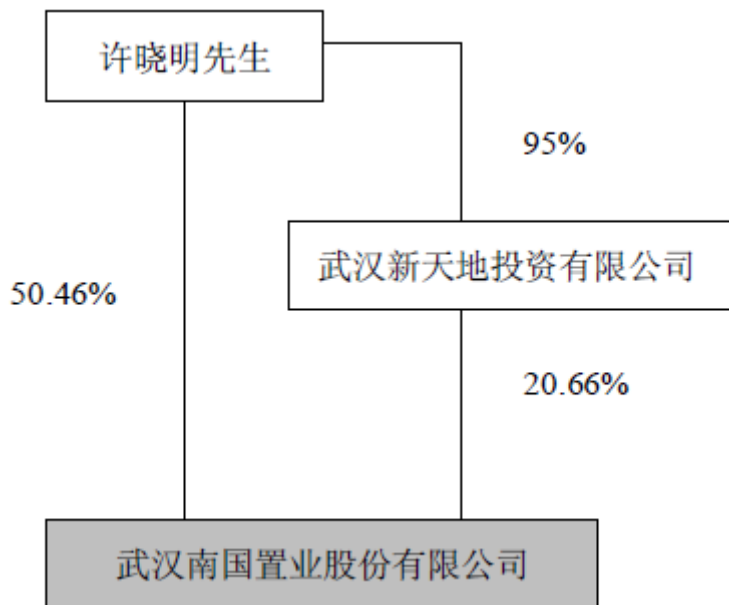 许晓明先生
95%
武汉新天地投资有限公司
50.46%
20.66%
武汉南国置业股份有限公司